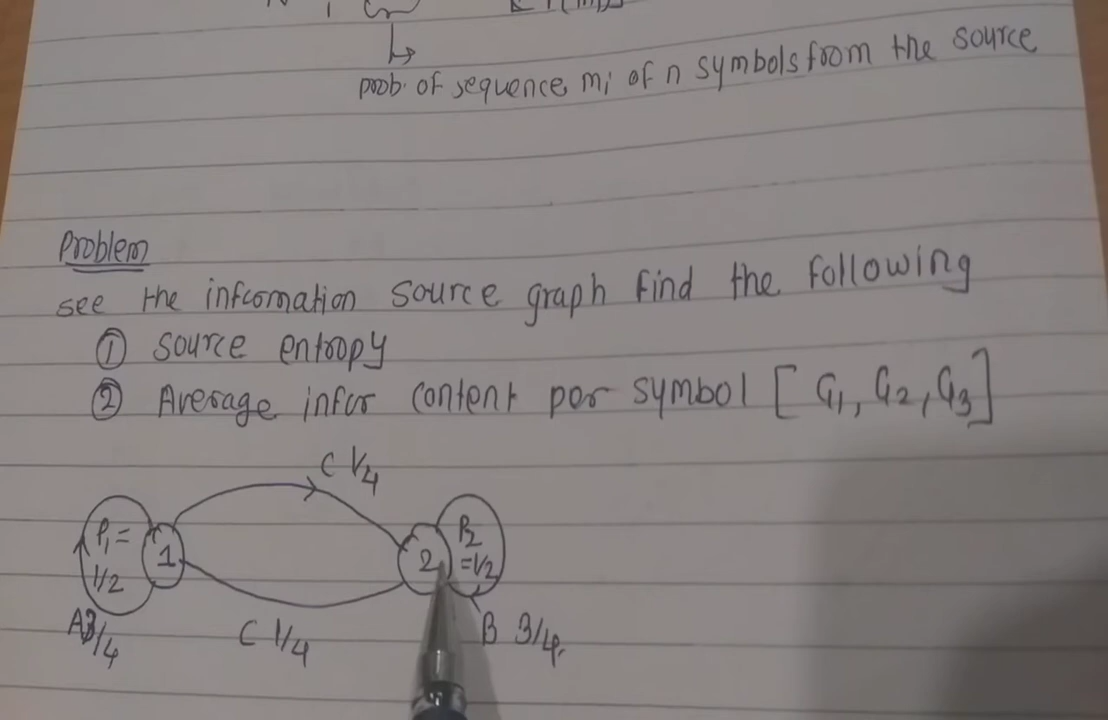 prob. of sequence mi of n symbols from the source
Problem
see the information source graph find the following
① source entropy
② Average infor content per symbol [G1, G2, G3]
C 1/4
P1 =
1/2
1
2
P2
=1/2
A 3/4
C 1/4
B 3/4.